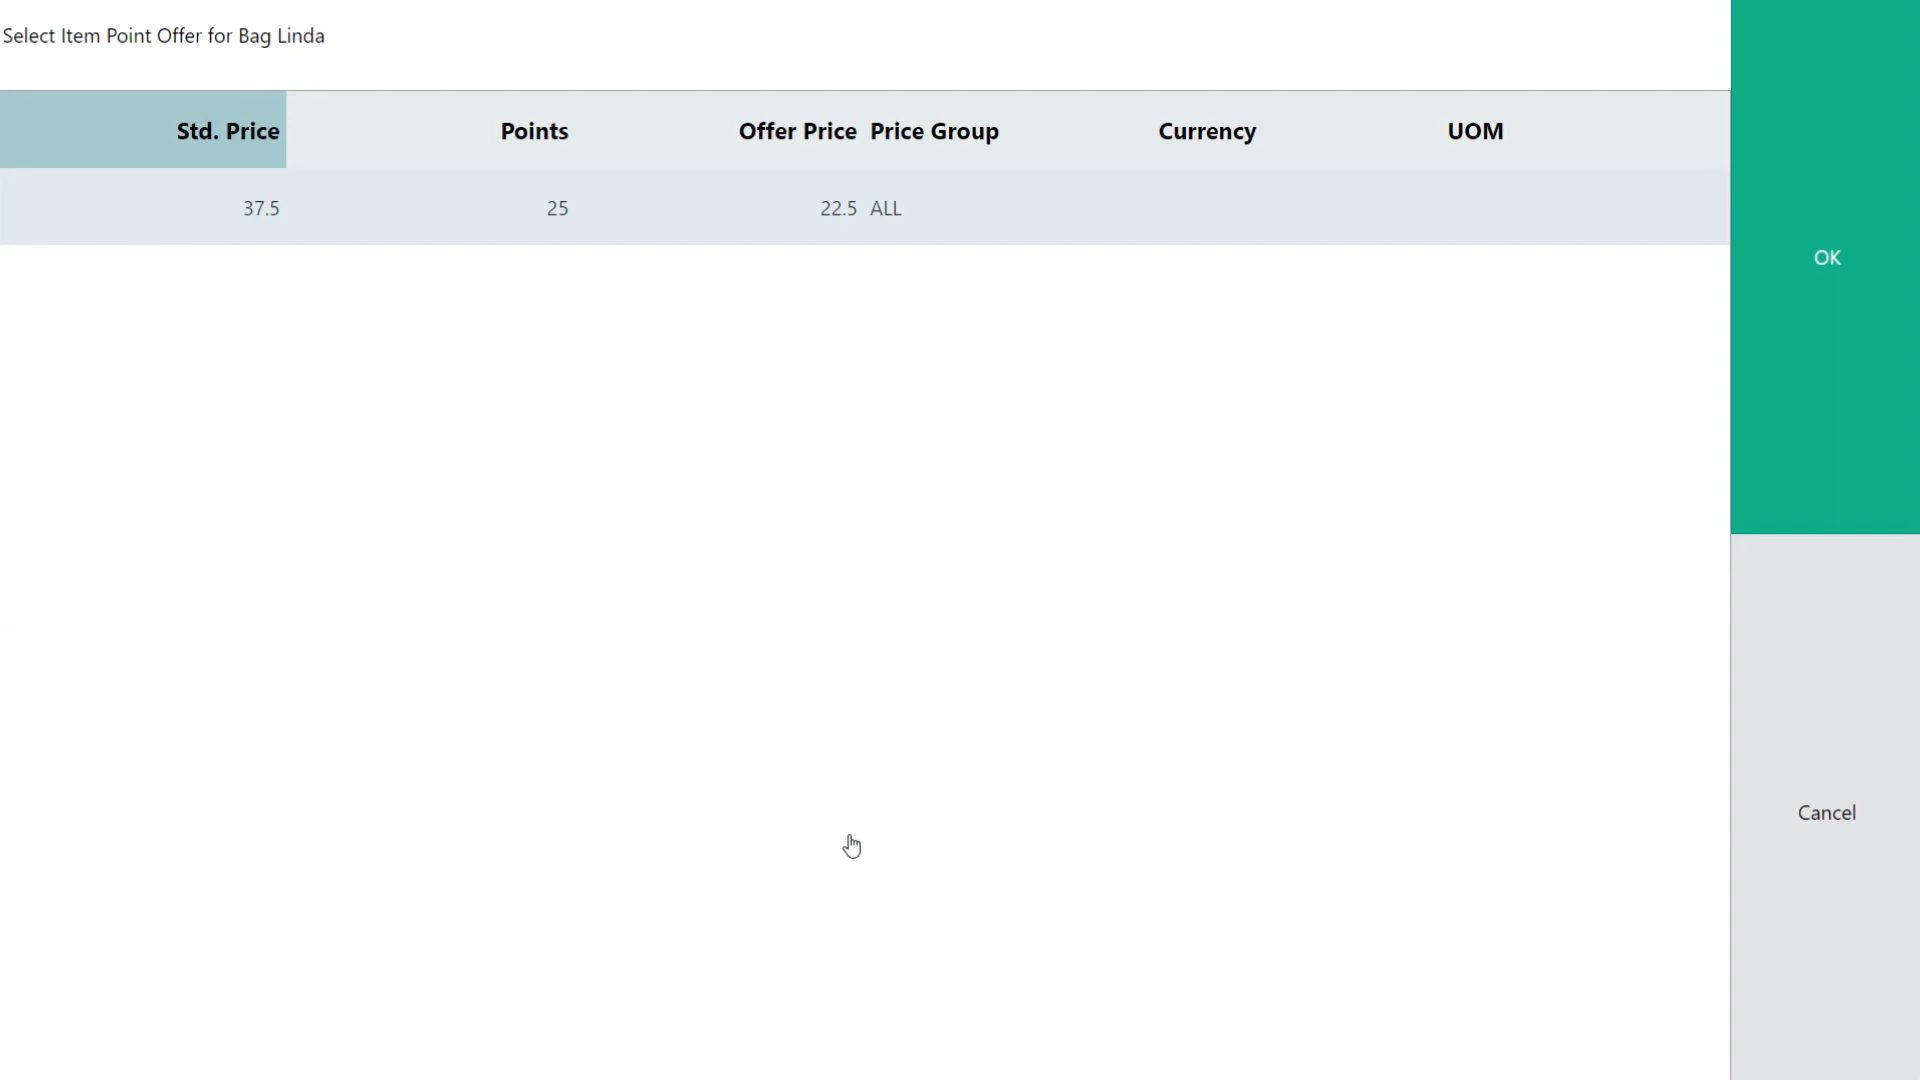 Select Item Point Offer for Bag Linda
Std. Price Points Offer Price Price Group Currency UOM
37.5 25 22.5 ALL
OK
Cancel